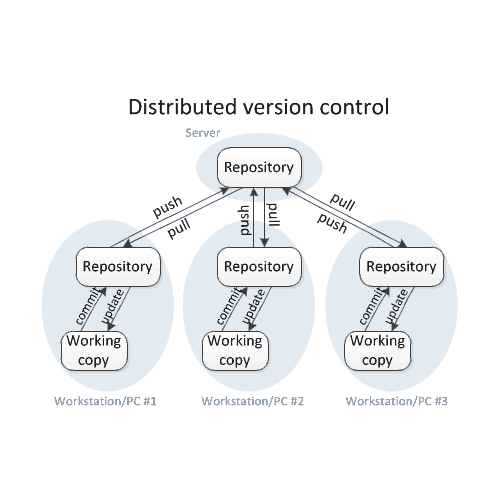 Distributed version control
Server
Repository
push
pull
push
pull
pull
push
Repository
Repository
Repository
commit
update
commit
update
commit
update
Working
copy
Working
copy
Working
copy
Workstation/PC #1
Workstation/PC #2
Workstation/PC #3